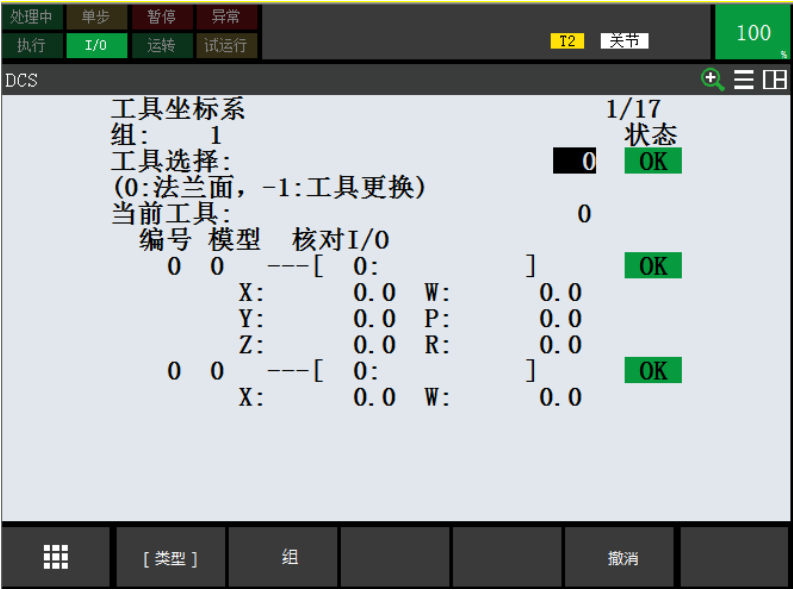 处理中 单步 暂停 异常
执行 I/O 运转 试运行 T2 关节 100 %
DCS
工具坐标系 1/17
组: 1 状态
工具选择: 0 OK
(0:法兰面, -1:工具更换)
当前工具: 0
编号 模型 核对I/O
0 0 ---[ 0: ] OK
X: 0.0 W: 0.0
Y: 0.0 P: 0.0
Z: 0.0 R: 0.0
0 0 ---[ 0: ] OK
X: 0.0 W: 0.0
[ 类型 ] 组 撤消